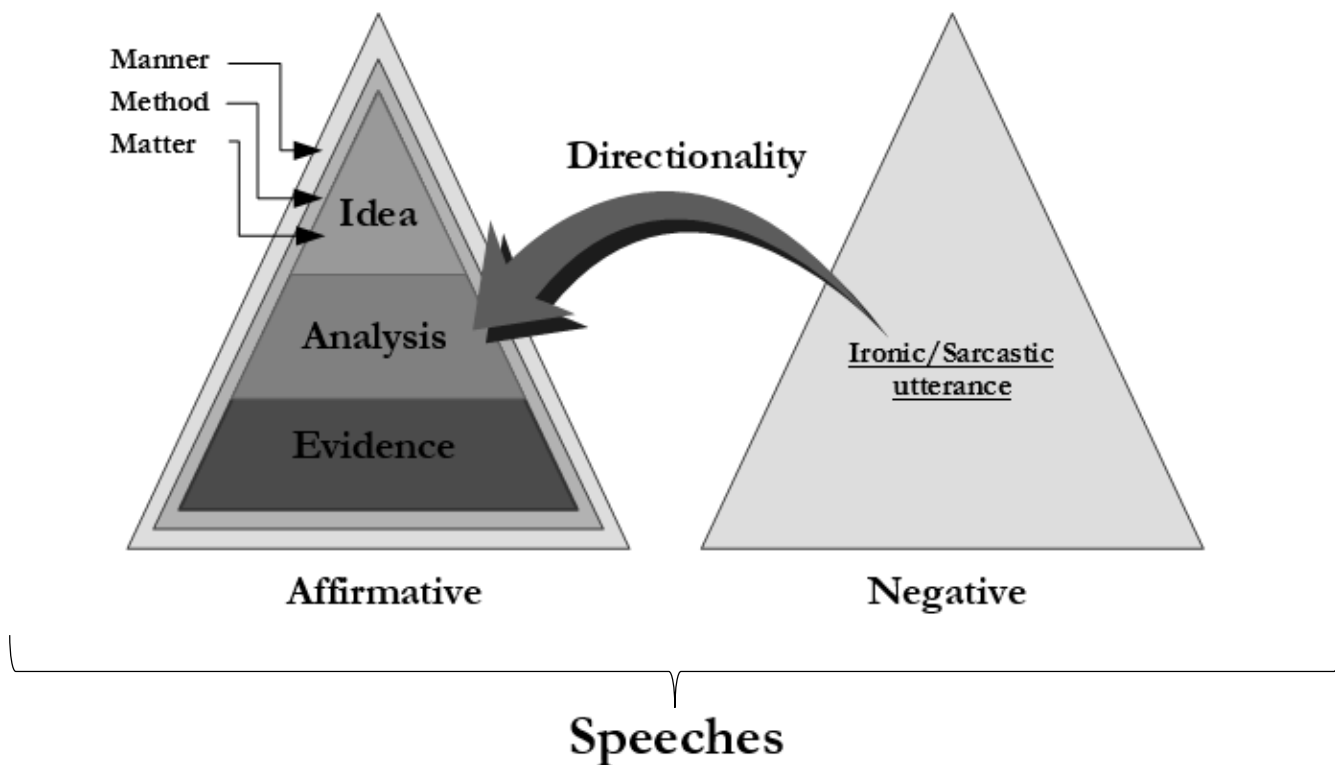 Manner
Method
Matter
Directionality
Idea
Analysis
Evidence
Ironic/Sarcastic
utterance
Affirmative
Negative
Speeches